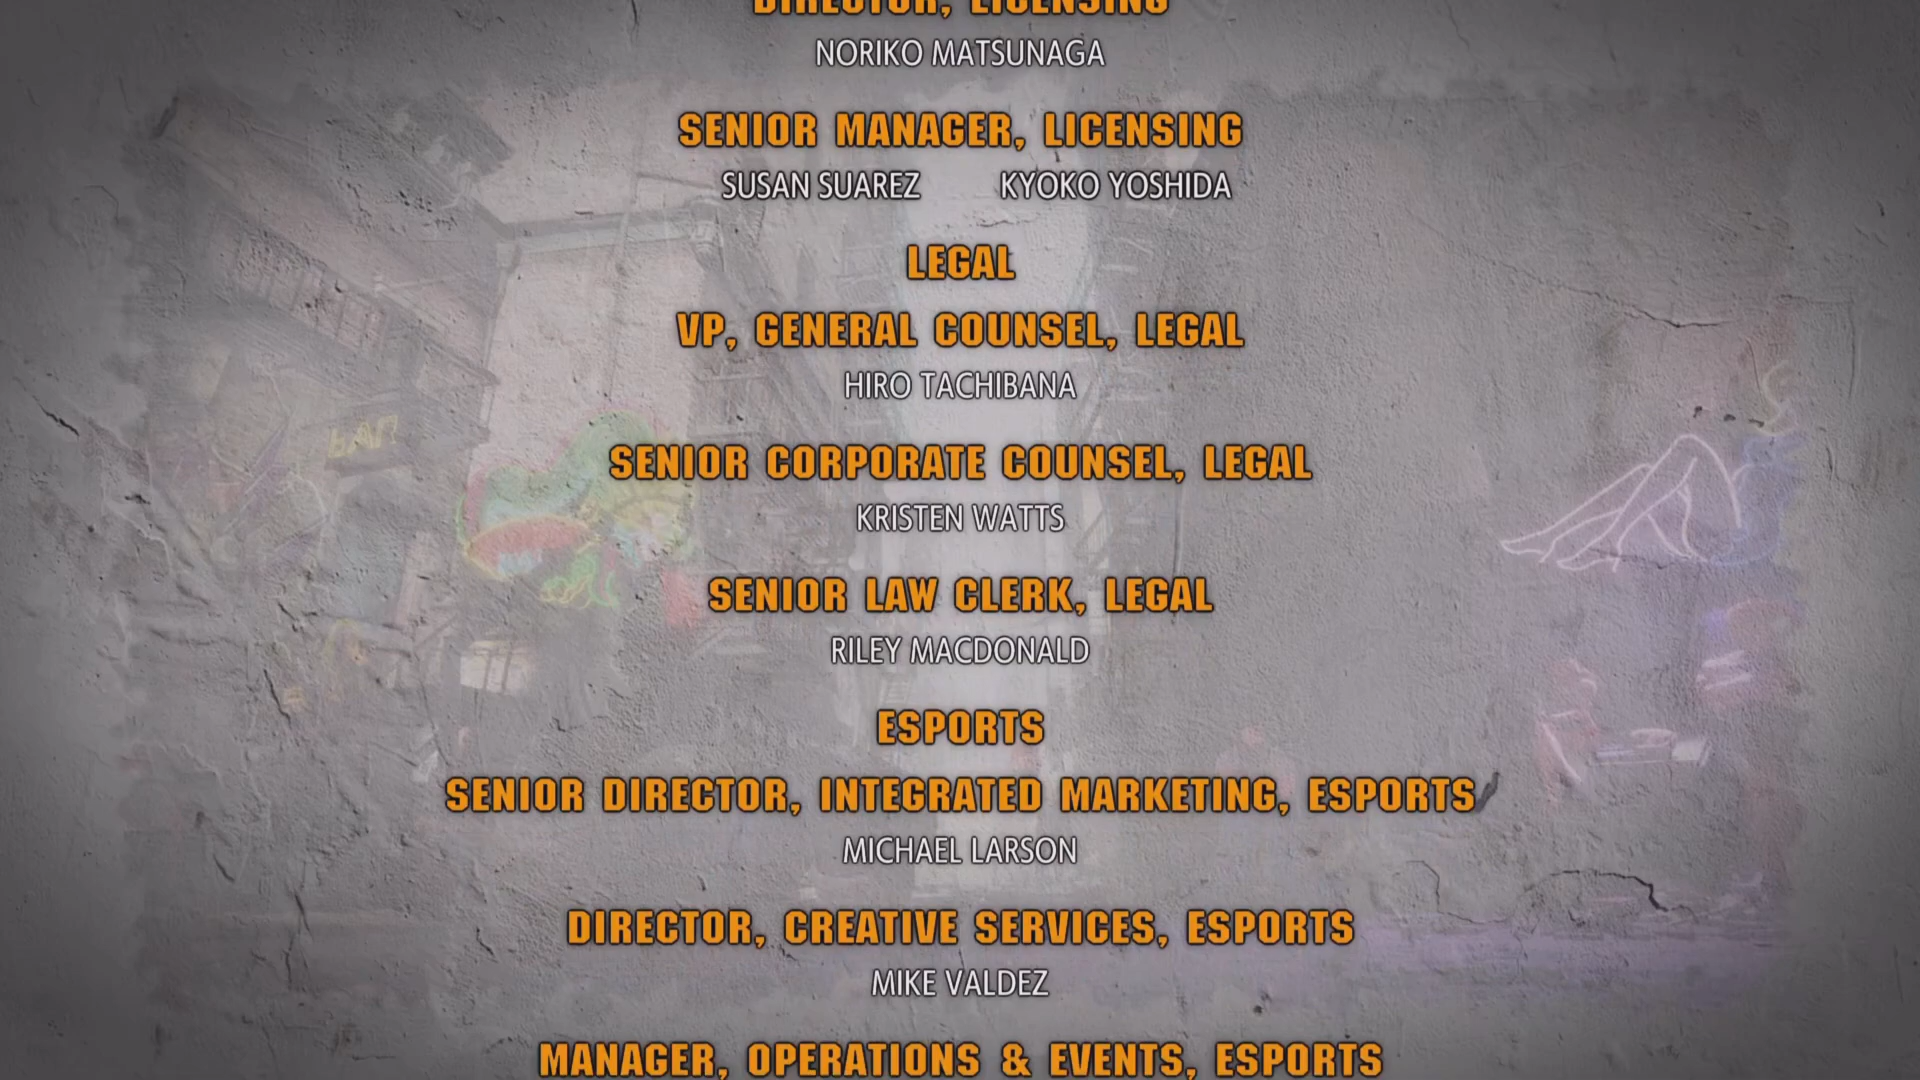 DIRECTOR, LICENSING
NORIKO MATSUNAGA
SENIOR MANAGER, LICENSING
SUSAN SUAREZ KYOKO YOSHIDA
LEGAL
VP, GENERAL COUNSEL, LEGAL
HIRO TACHIBANA
SENIOR CORPORATE COUNSEL, LEGAL
KRISTEN WATTS
SENIOR LAW CLERK, LEGAL
RILEY MACDONALD
ESPORTS
SENIOR DIRECTOR, INTEGRATED MARKETING, ESPORTS
MICHAEL LARSON
DIRECTOR, CREATIVE SERVICES, ESPORTS
MIKE VALDEZ
MANAGER, OPERATIONS & EVENTS, ESPORTS